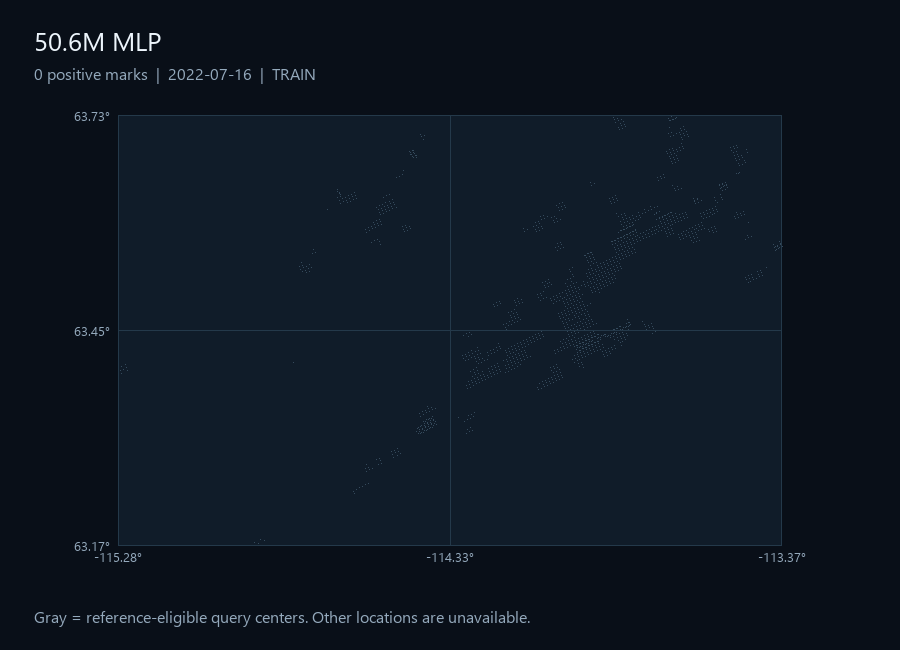 50.6M MLP
0 positive marks | 2022-07-16 | TRAIN
63.73°
63.45°
63.17°
-115.28°
-114.33°
-113.37°
Gray = reference-eligible query centers. Other locations are unavailable.